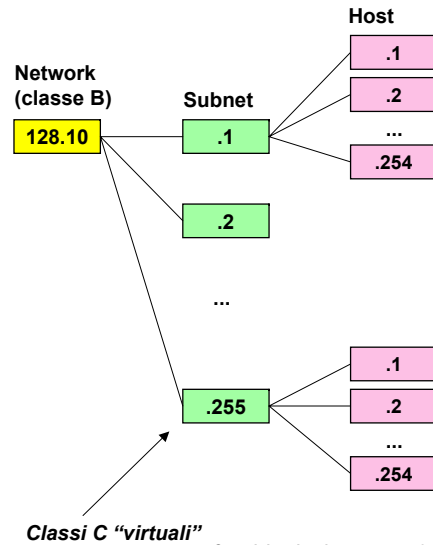 Host
.1
Network
(classe B)
Subnet
.2
128.10
.1
...
.254
.2
...
.1
.255
.2
...
.254
Classi C “virtuali”